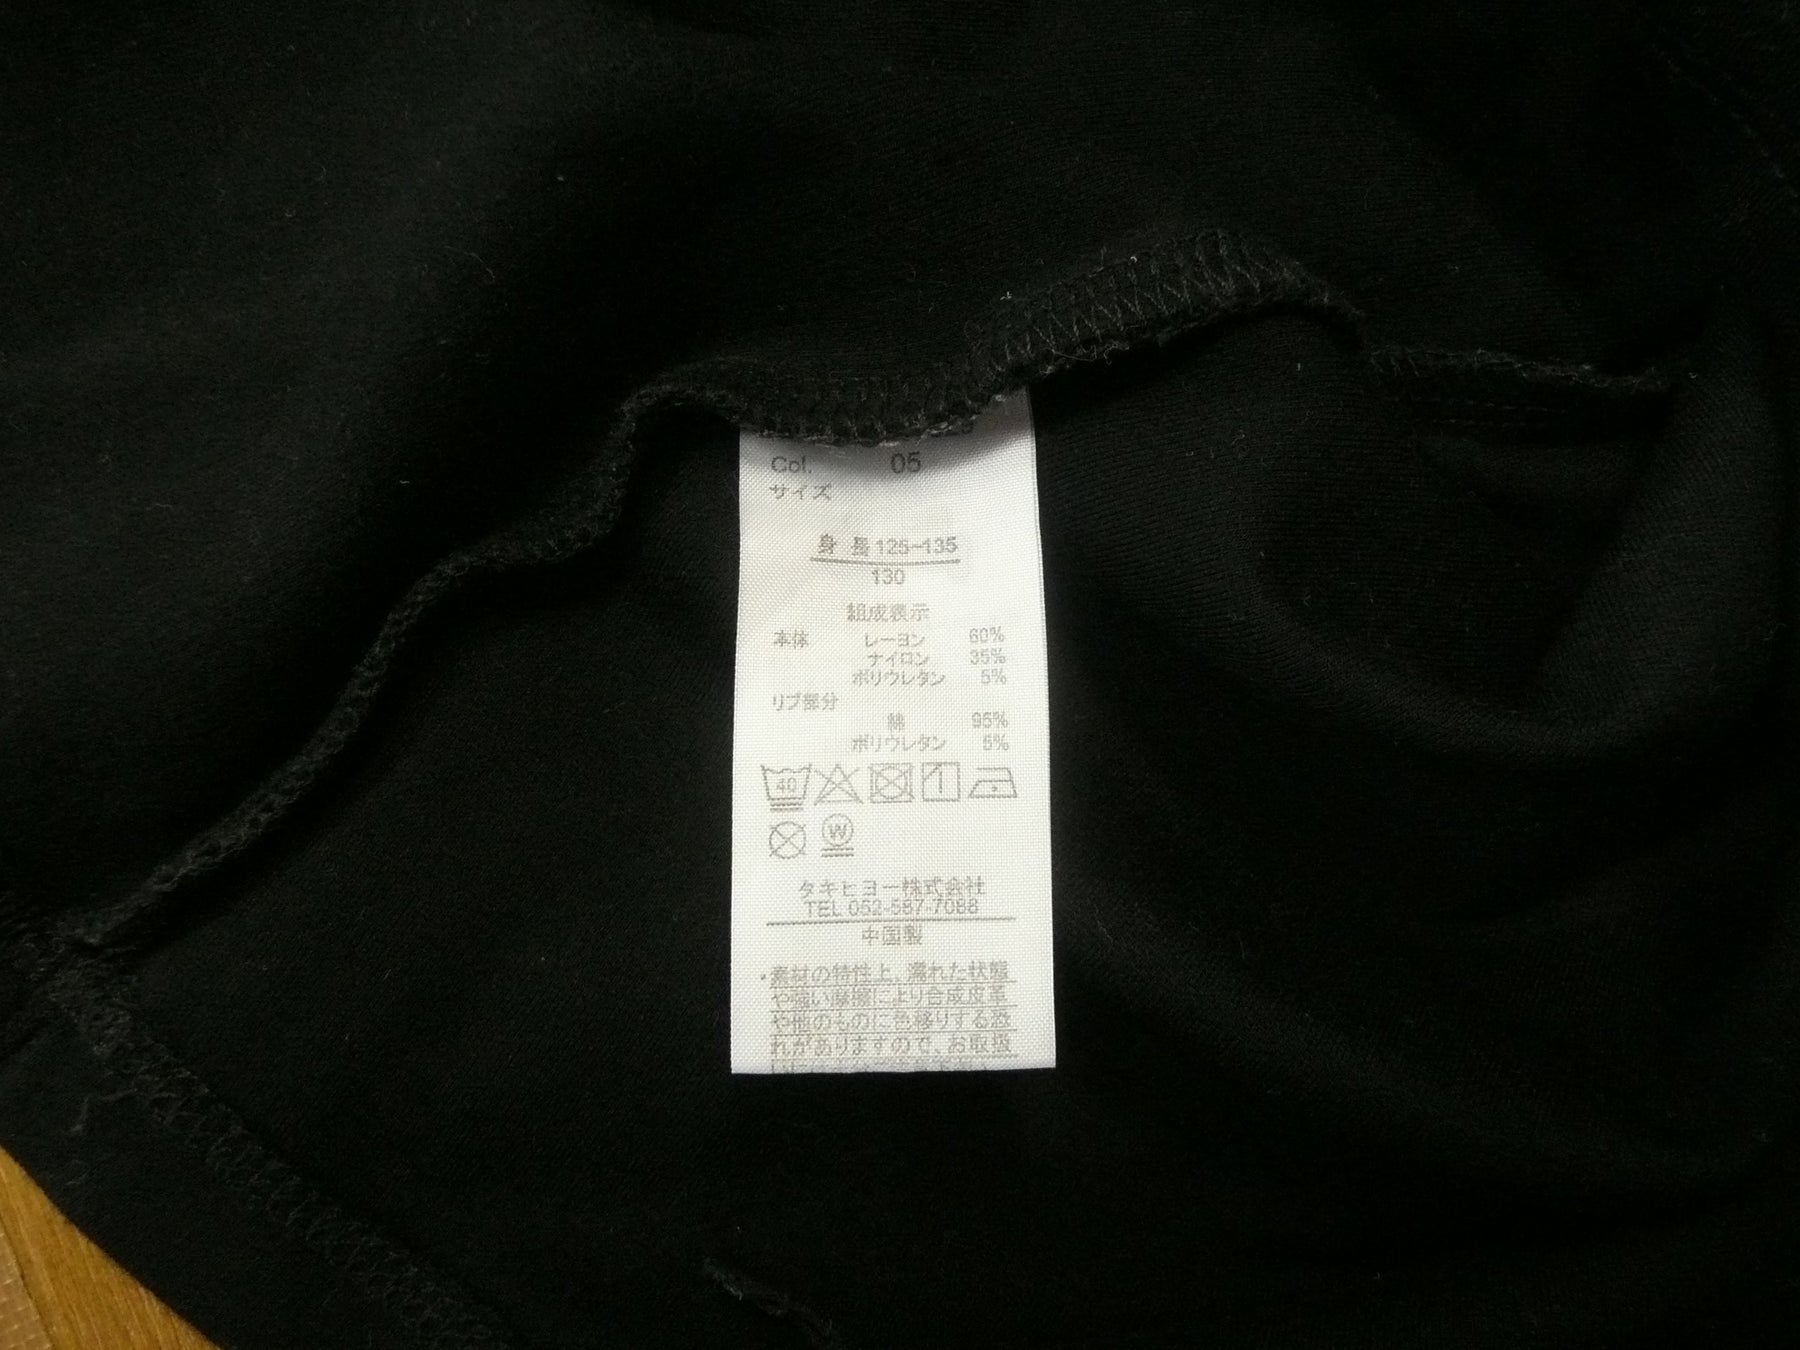 Col. 05
サイズ
身 長 125-135
130
組成表示
本体 レーヨン 60%
ナイロン 35%
ポリウレタン 5%
リブ部分
綿 95%
ポリウレタン 5%
40
W
タキヒヨー株式会社
TEL 052-587-7088
中国製
・素材の特性上、濡れた状態
や強い摩擦により合成皮革
や他のものに色移りする恐
れがありますので、お取扱